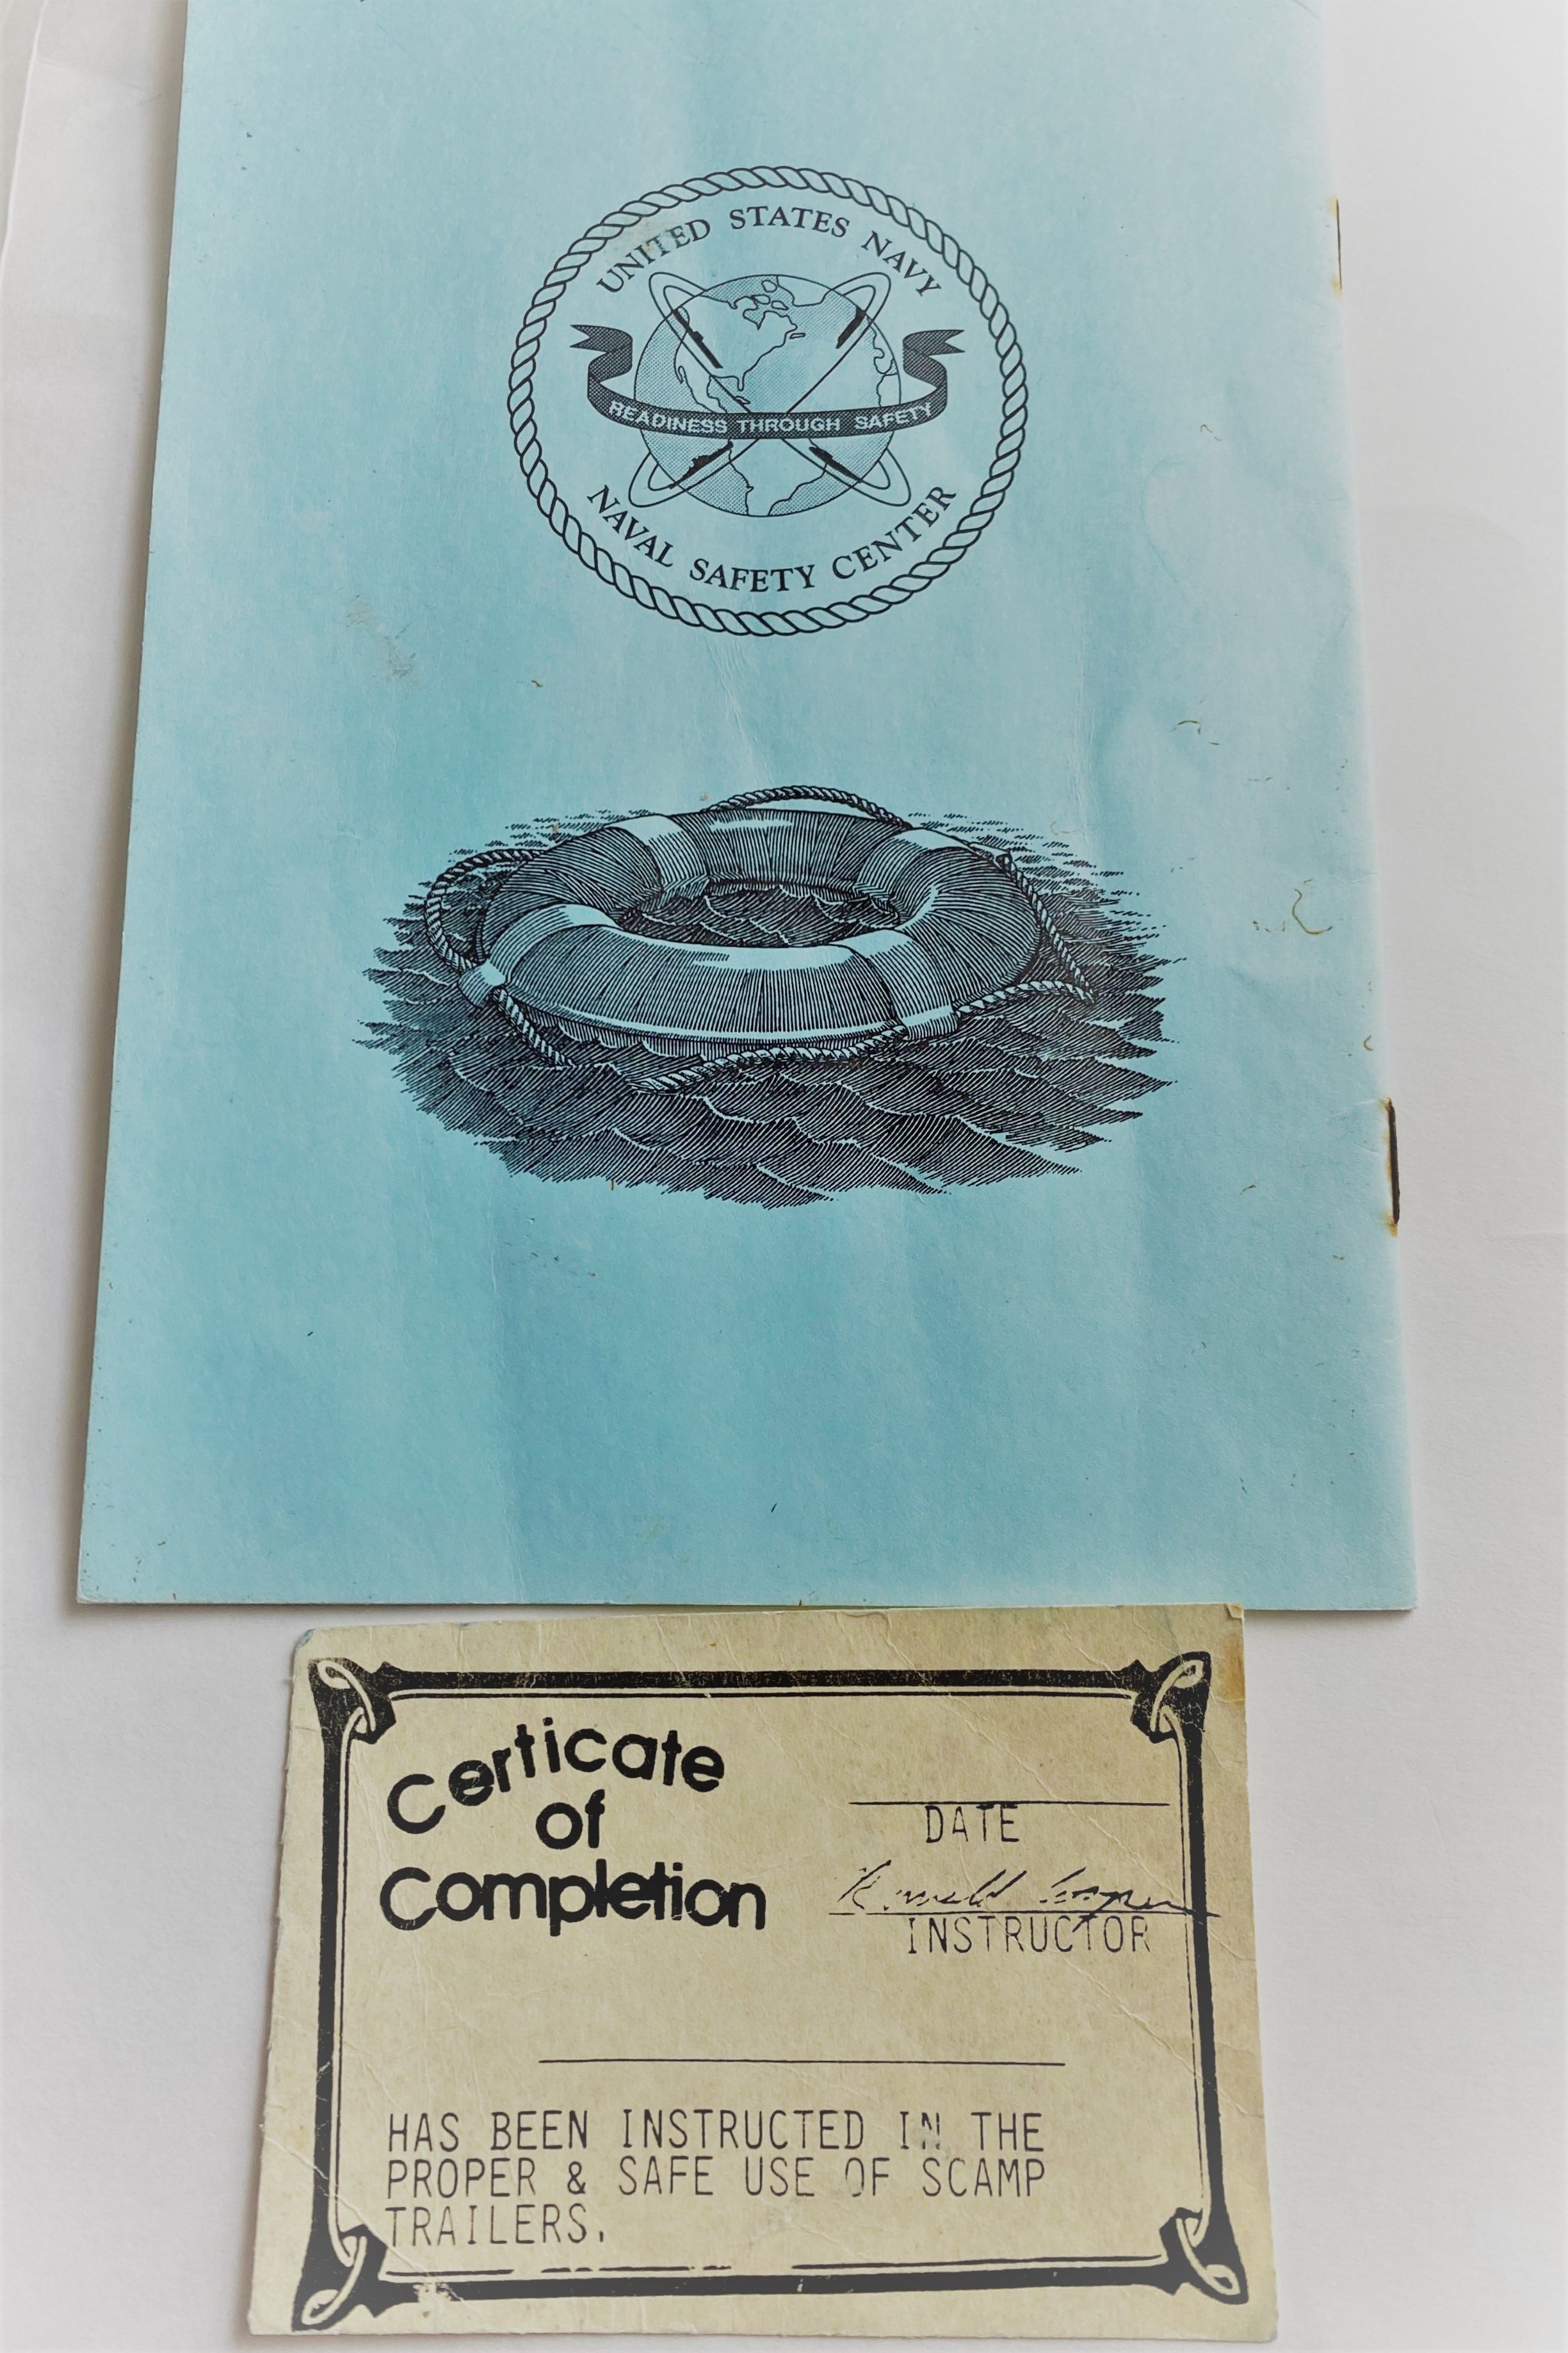 UNITED STATES NAVY
READINESS THROUGH SAFETY
NAVAL SAFETY CENTER
Certicate
of
Completion
DATE
Ronald
INSTRUCTOR
HAS BEEN INSTRUCTED IN THE
PROPER & SAFE USE OF SCAMP
TRAILERS.